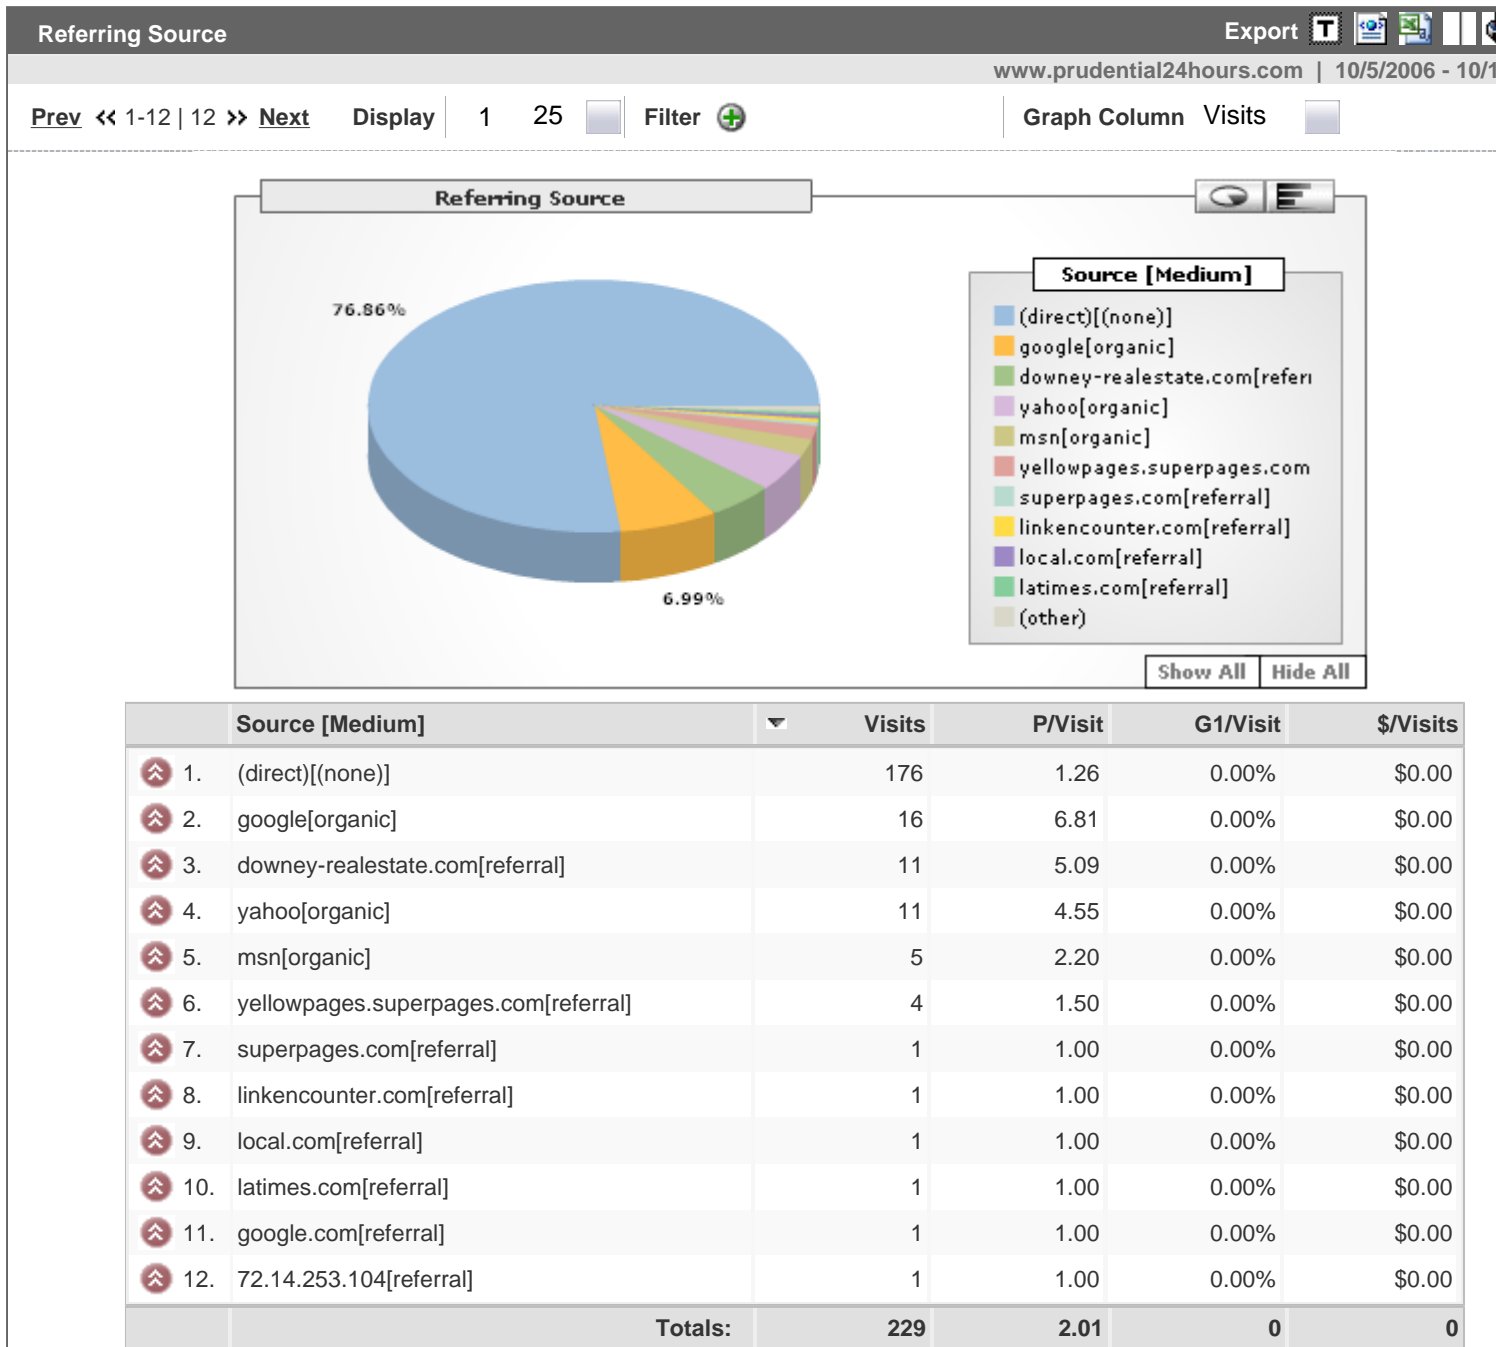 Referring Source
Export
www.prudential24hours.com | 10/5/2006 - 10/1
Prev « 1-12 | 12 » Next Display 1 25 Filter Graph Column Visits
Referring Source
76.86%
6.99%
Source [Medium]
(direct)[(none)]
google[organic]
downey-realestate.com[referr
yahoo[organic]
msn[organic]
yellowpages.superpages.com
superpages.com[referral]
linkencounter.com[referral]
local.com[referral]
latimes.com[referral]
(other)
Show All Hide All
Source [Medium] Visits P/Visit G1/Visit $/Visits
1. (direct)[(none)] 176 1.26 0.00% $0.00
2. google[organic] 16 6.81 0.00% $0.00
3. downey-realestate.com[referral] 11 5.09 0.00% $0.00
4. yahoo[organic] 11 4.55 0.00% $0.00
5. msn[organic] 5 2.20 0.00% $0.00
6. yellowpages.superpages.com[referral] 4 1.50 0.00% $0.00
7. superpages.com[referral] 1 1.00 0.00% $0.00
8. linkencounter.com[referral] 1 1.00 0.00% $0.00
9. local.com[referral] 1 1.00 0.00% $0.00
10. latimes.com[referral] 1 1.00 0.00% $0.00
11. google.com[referral] 1 1.00 0.00% $0.00
12. 72.14.253.104[referral] 1 1.00 0.00% $0.00
Totals: 229 2.01 0 0